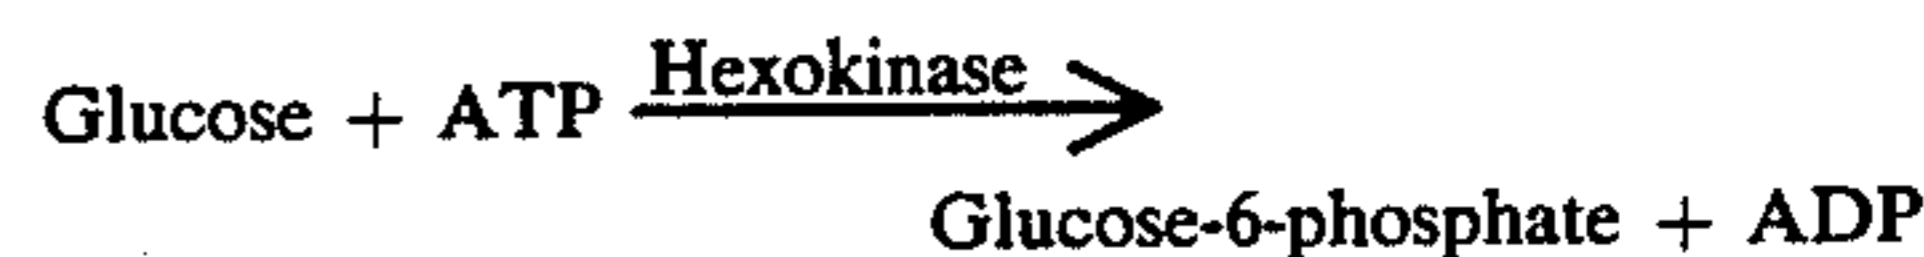 Hexokinase
Glucose + ATP
Glucose-6-phosphate + ADP